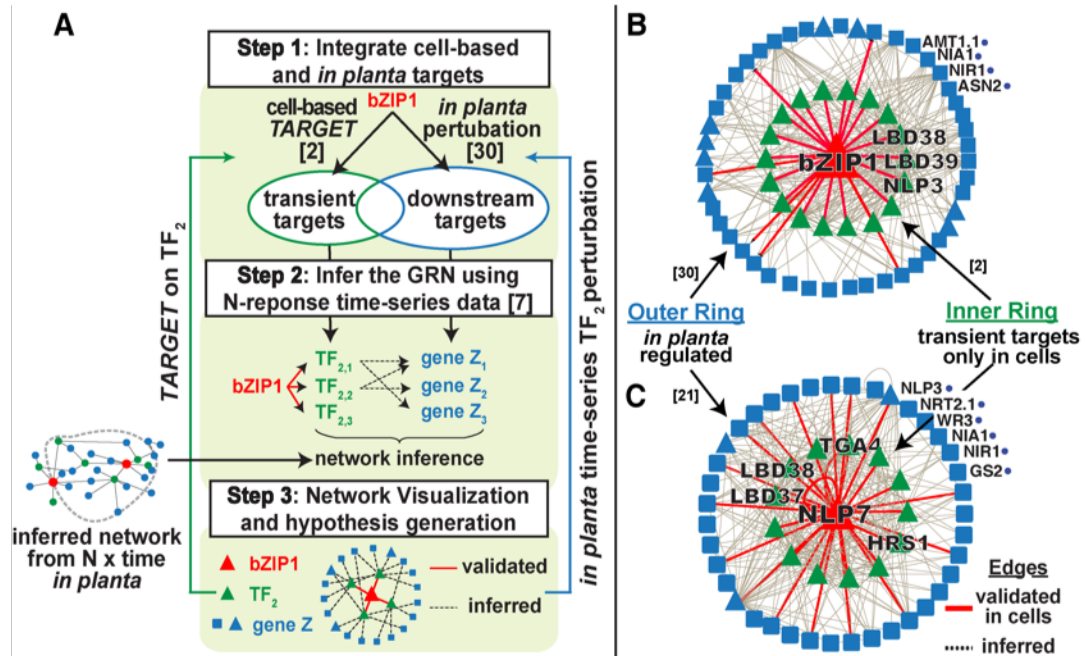 A
Step 1: Integrate cell-based
and in planta targets
cell-based
TARGET
[2]
bZIP1
in planta
pertubation
[30]
transient
targets
downstream
targets
Step 2: Infer the GRN using
N-reponse time-series data [7]
bZIP1
TF2,1
TF2,2
TF2,3
gene Z1
gene Z2
gene Z3
network inference
Step 3: Network Visualization
and hypothesis generation
bZIP1
TF2
gene Z
validated
inferred
TARGET on TF2
in planta time-series TF2 perturbation
inferred network
from N x time
in planta
B
AMT1.1
NIA1
NIR1
ASN2
LBD38
bZIP1
LBD39
NLP3
[30]
[2]
Outer Ring
in planta
regulated
Inner Ring
transient targets
only in cells
[21]
C
NLP3
NRT2.1
WR3
NIA1
NIR1
GS2
TGA4
LBD38
LBD37
NLP7
HRS1
Edges
validated
in cells
inferred